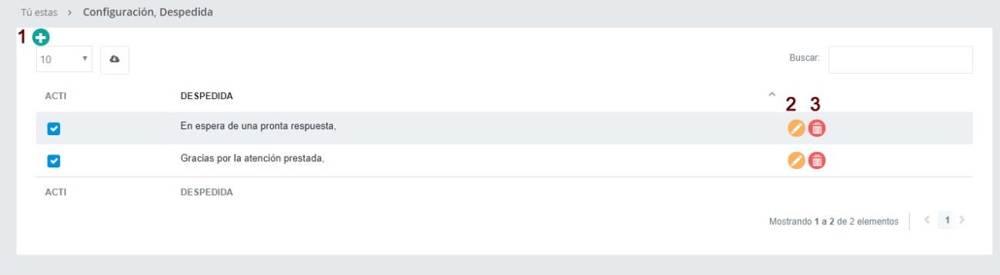 Tú estas > Configuración, Despedida
1
10
Buscar:
ACTI DESPEDIDA
2 3
En espera de una pronta respuesta,
Gracias por la atención prestada,
ACTI DESPEDIDA
Mostrando 1 a 2 de 2 elementos < 1 >